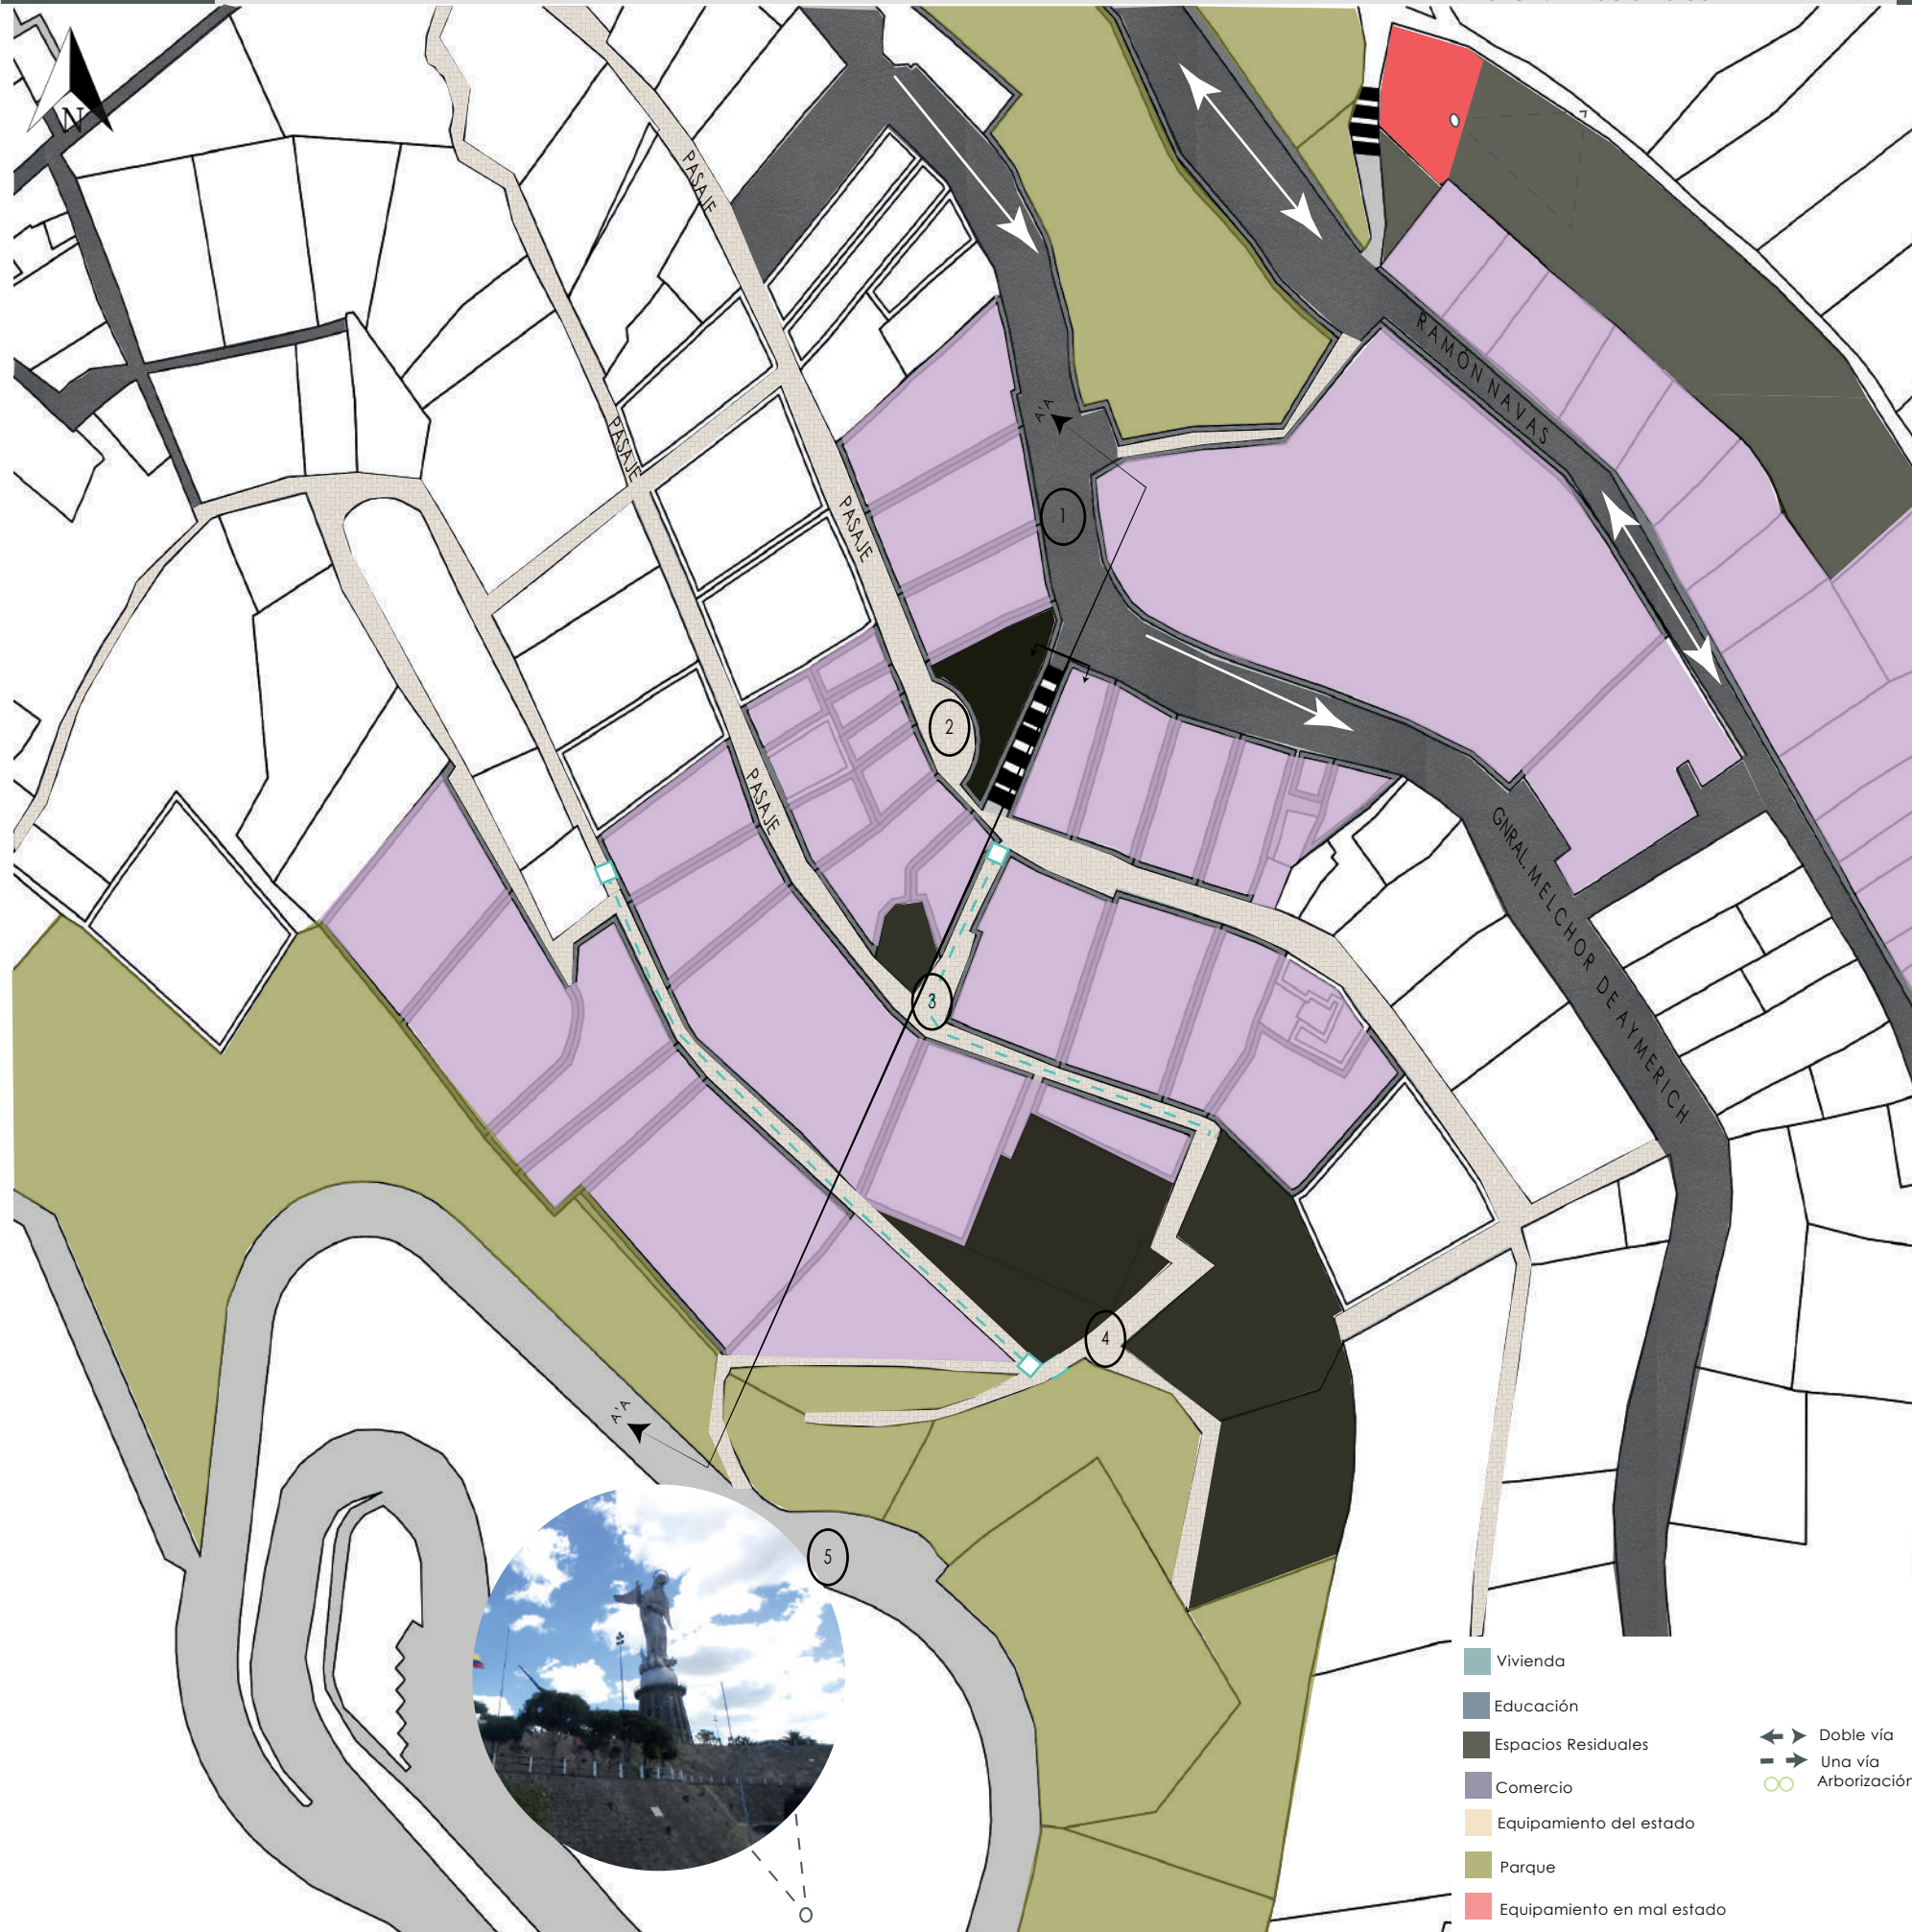 N
PASAJE
PASAJE
PASAJE
PASAJE
RAMÓN NAVAS
A'A
1
2
GNRAL. MELCHOR DE AYMERICH
3
4
A'A
5
Vivienda
Educación
Espacios Residuales
Comercio
Equipamiento del estado
Parque
Equipamiento en mal estado
Doble vía
Una vía
Arborización